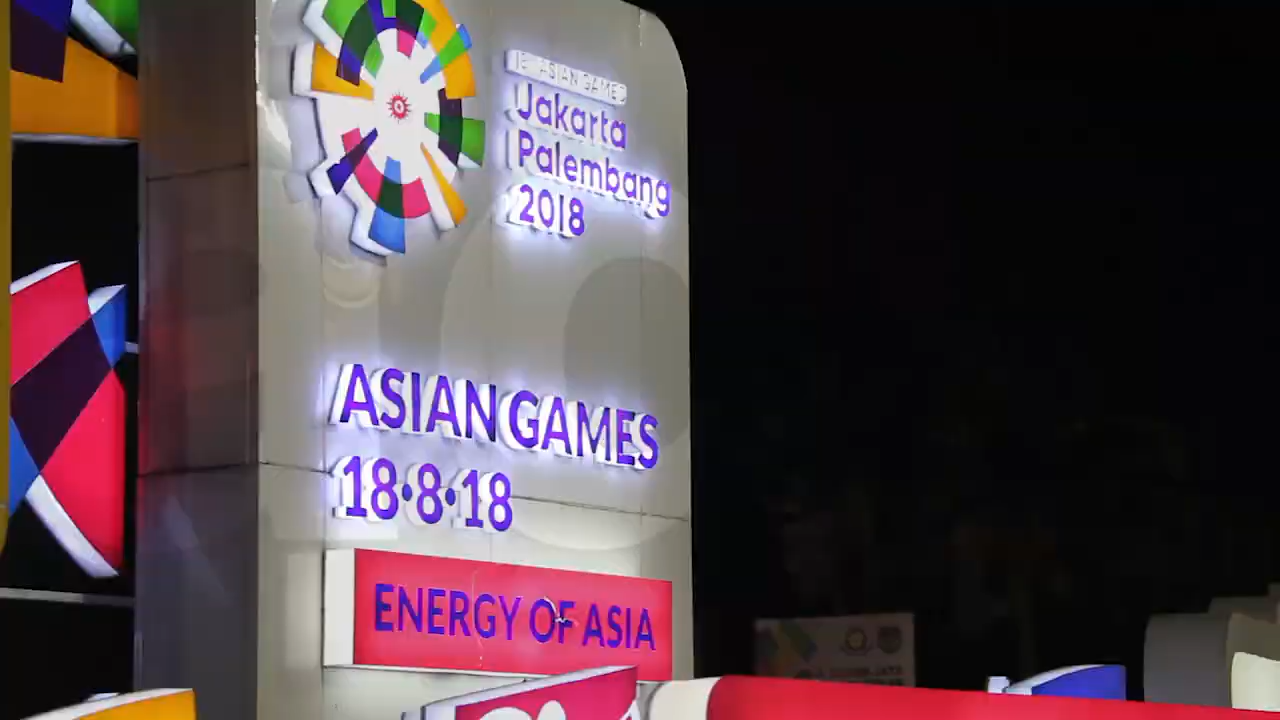 18th ASIAN GAMES
Jakarta
Palembang
2018
ASIAN GAMES
18·8·18
ENERGY OF ASIA